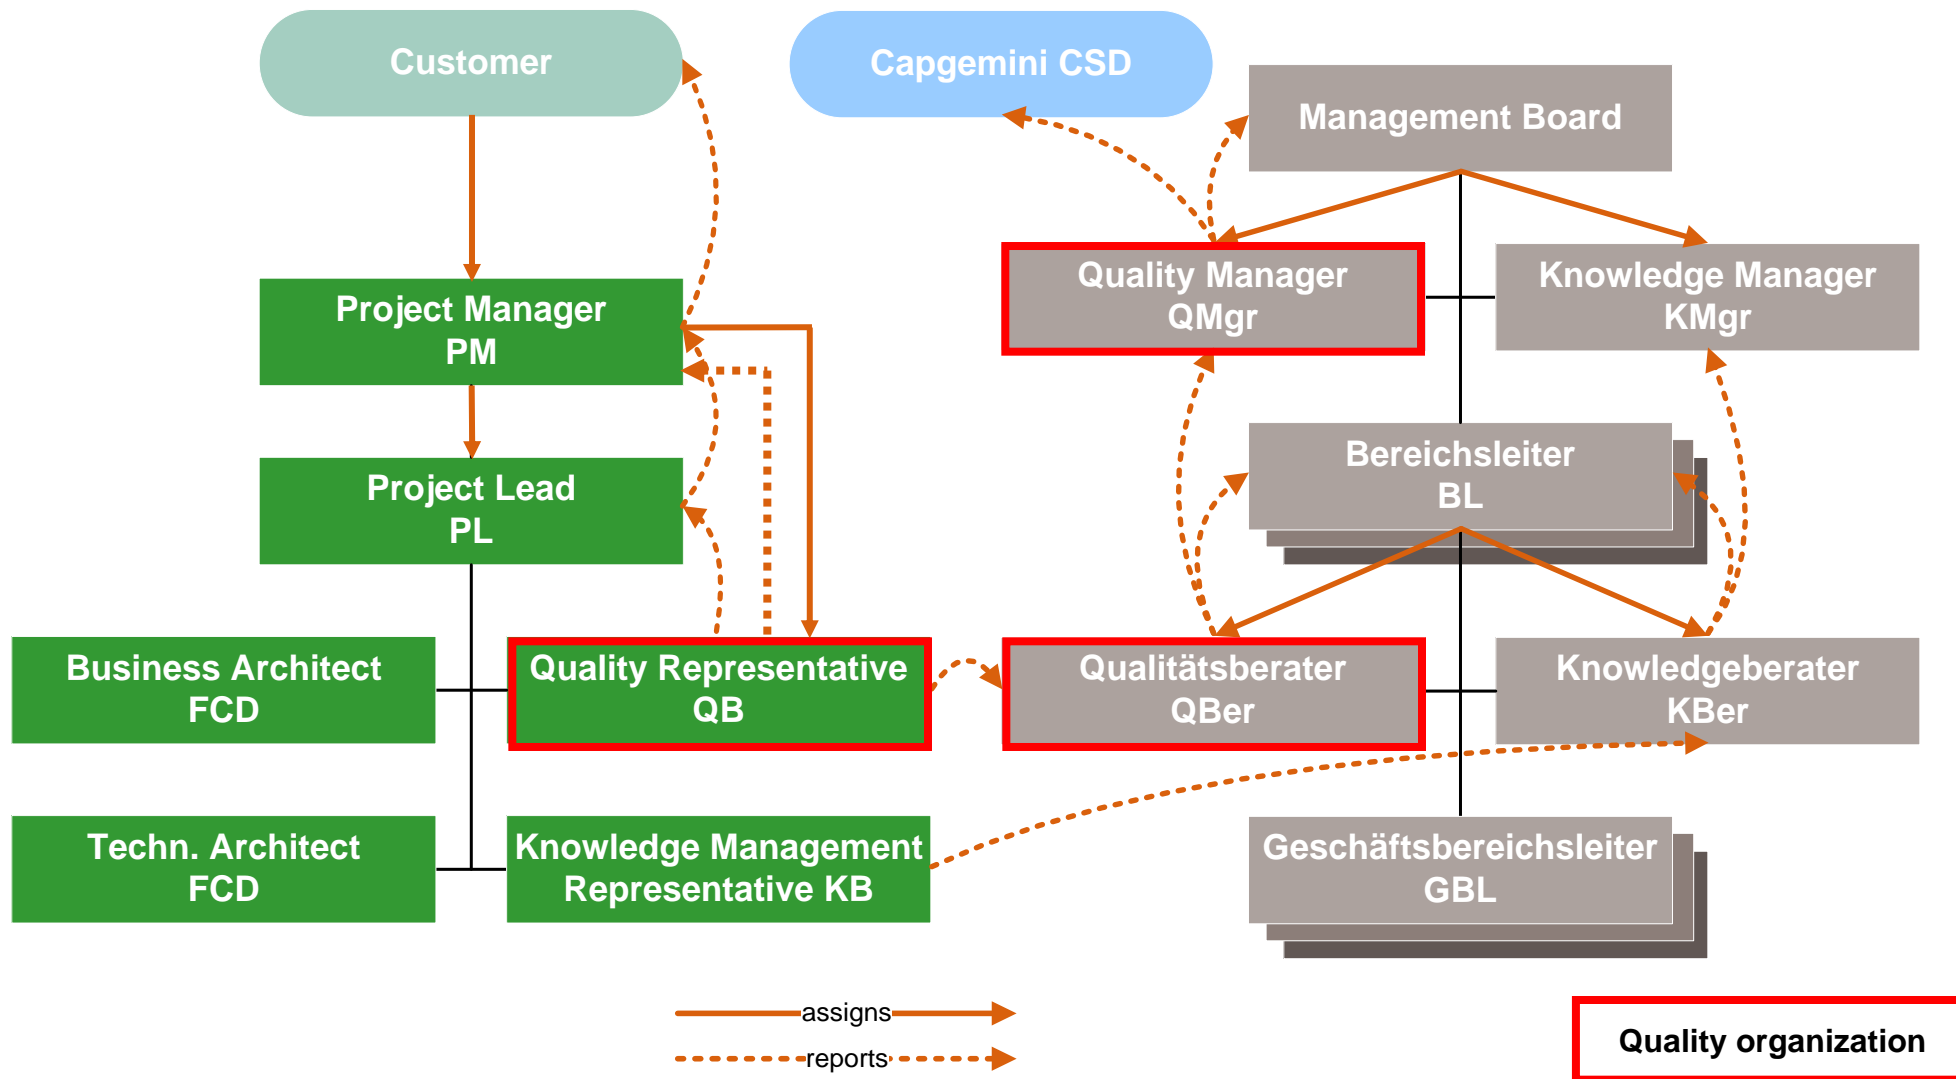 Customer
Capgemini CSD
Management Board
Project Manager
PM
Quality Manager
QMgr
Knowledge Manager
KMgr
Project Lead
PL
Bereichsleiter
BL
Business Architect
FCD
Quality Representative
QB
Qualitätsberater
QBer
Knowledgeberater
KBer
Techn. Architect
FCD
Knowledge Management
Representative KB
Geschäftsbereichsleiter
GBL
assigns
reports
Quality organization